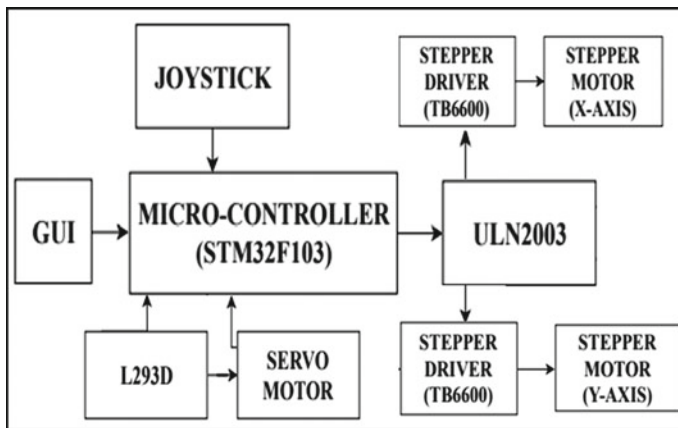 JOYSTICK
STEPPER
DRIVER
(TB6600)
STEPPER
MOTOR
(X-AXIS)
GUI
MICRO-CONTROLLER
(STM32F103)
ULN2003
L293D
SERVO
MOTOR
STEPPER
DRIVER
(TB6600)
STEPPER
MOTOR
(Y-AXIS)